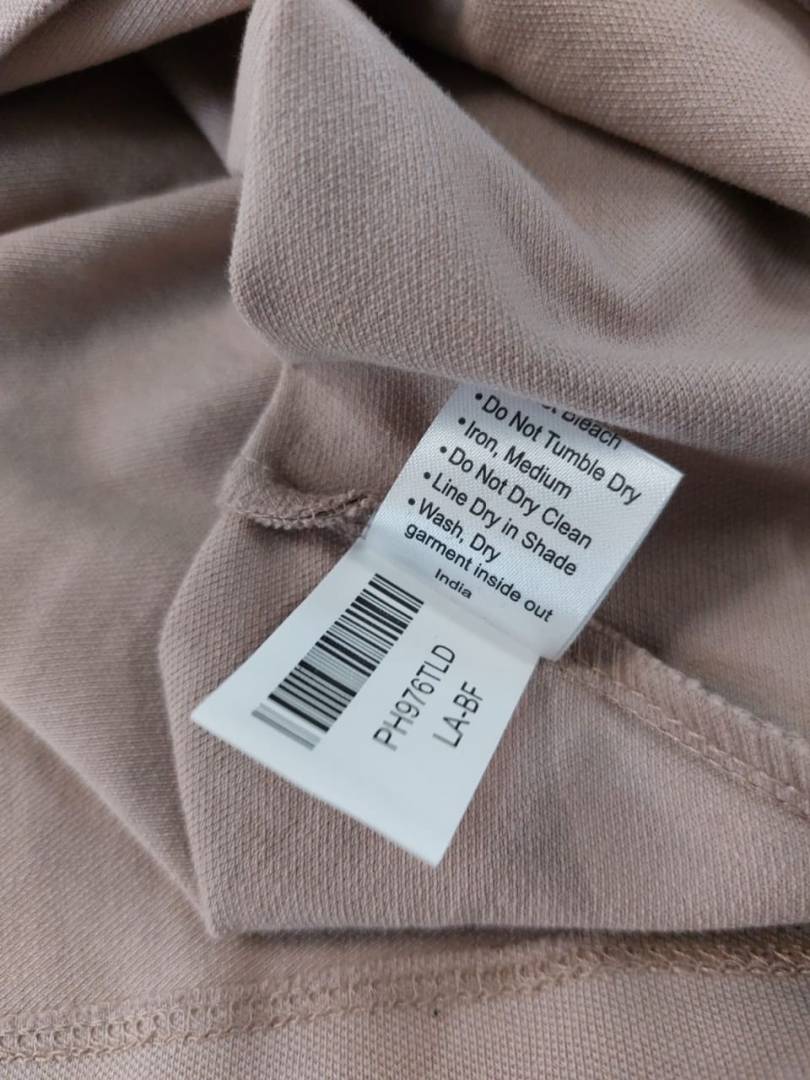 Bleach
•Do Not Tumble Dry
•Iron, Medium
•Do Not Dry Clean
•Line Dry in Shade
•Wash, Dry
garment inside out
India
PH976TLD
LA-BF